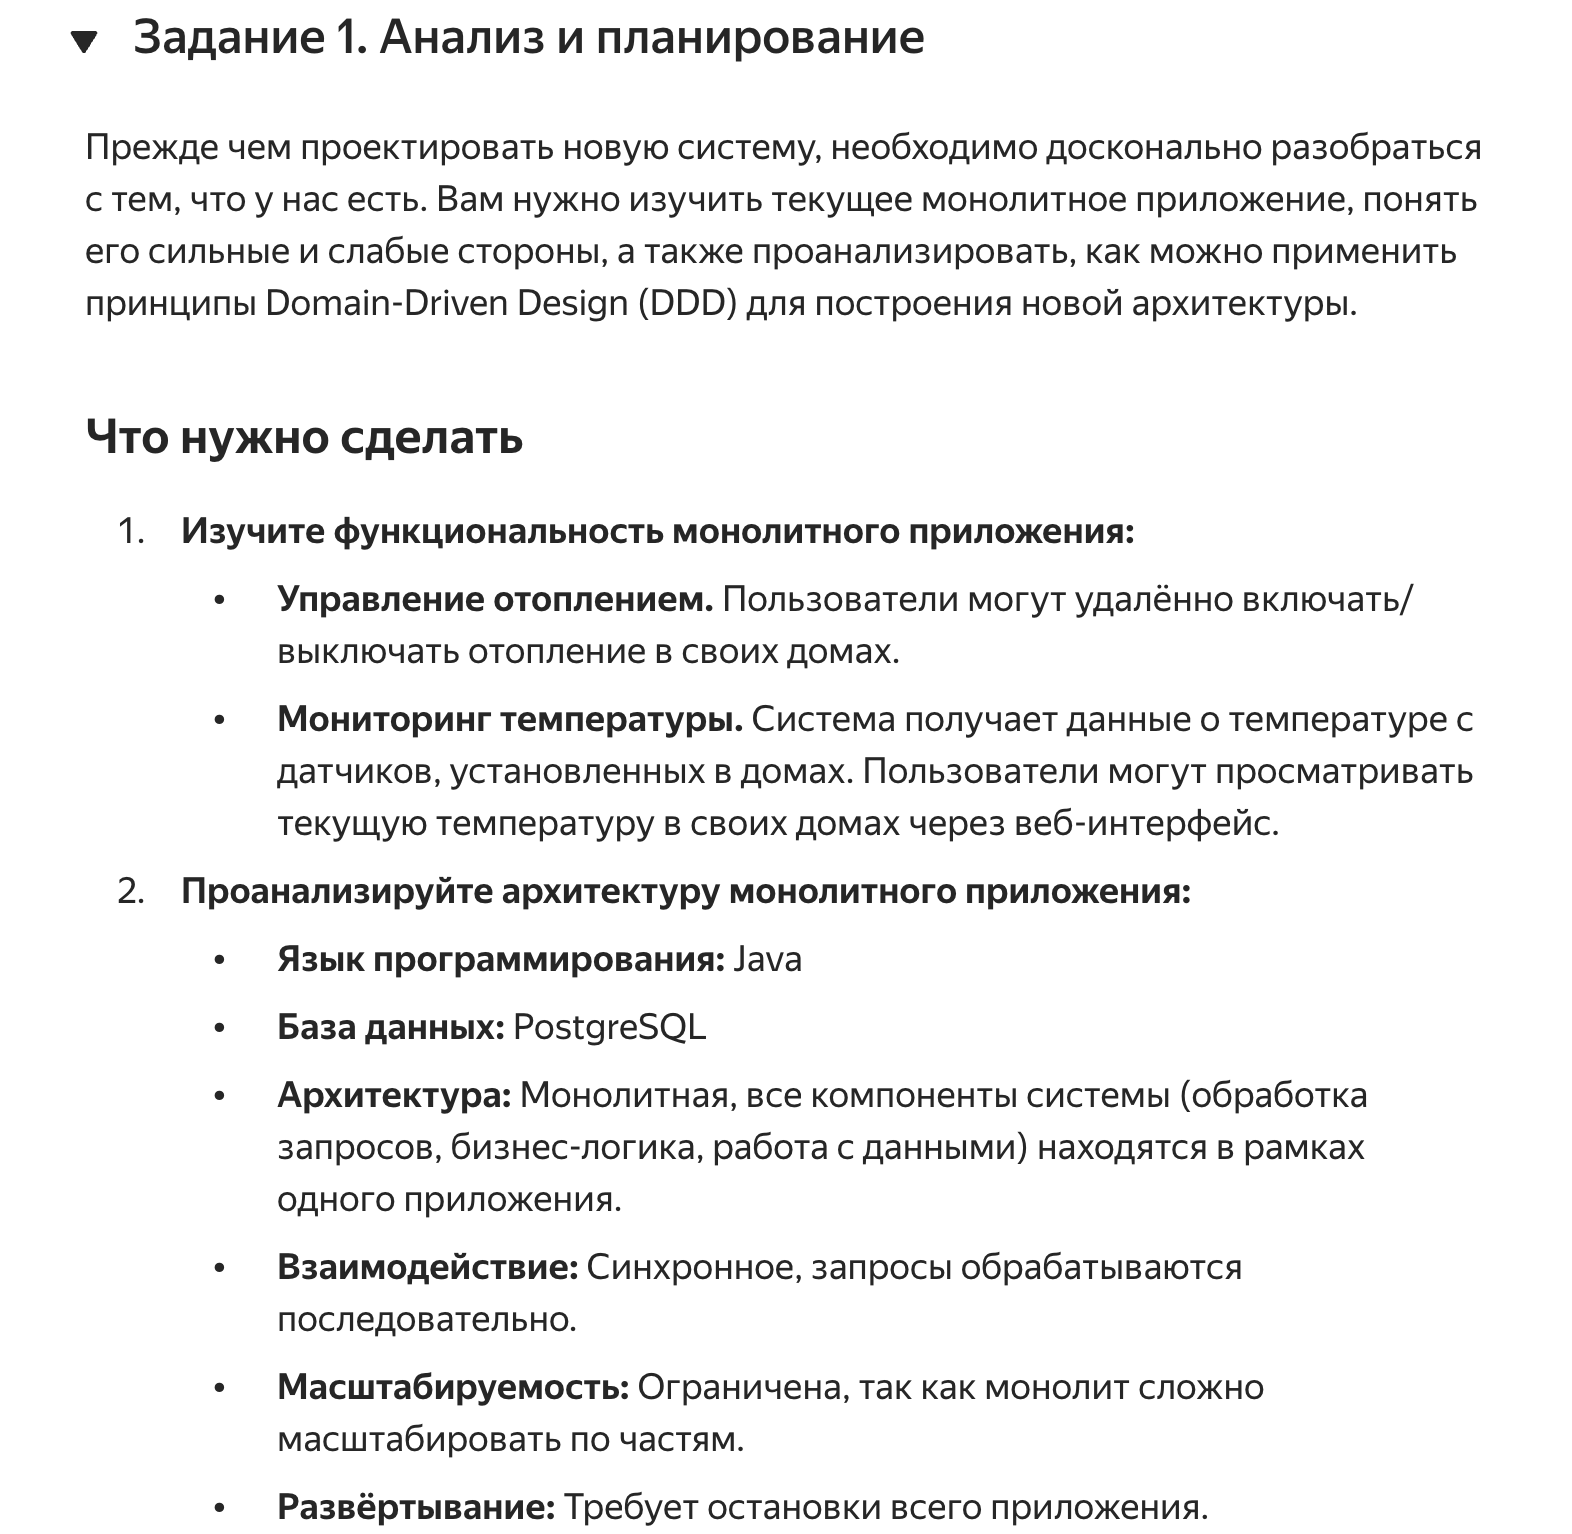 Задание 1. Анализ и планирование
Прежде чем проектировать новую систему, необходимо досконально разобраться
с тем, что у нас есть. Вам нужно изучить текущее монолитное приложение, понять
его сильные и слабые стороны, а также проанализировать, как можно применить
принципы Domain-Driven Design (DDD) для построения новой архитектуры.
Что нужно сделать
1. Изучите функциональность монолитного приложения:
• Управление отоплением. Пользователи могут удалённо включать/
выключать отопление в своих домах.
• Мониторинг температуры. Система получает данные о температуре с
датчиков, установленных в домах. Пользователи могут просматривать
текущую температуру в своих домах через веб-интерфейс.
2. Проанализируйте архитектуру монолитного приложения:
• Язык программирования: Java
• База данных: PostgreSQL
• Архитектура: Монолитная, все компоненты системы (обработка
запросов, бизнес-логика, работа с данными) находятся в рамках
одного приложения.
• Взаимодействие: Синхронное, запросы обрабатываются
последовательно.
• Масштабируемость: Ограничена, так как монолит сложно
масштабировать по частям.
• Развёртывание: Требует остановки всего приложения.